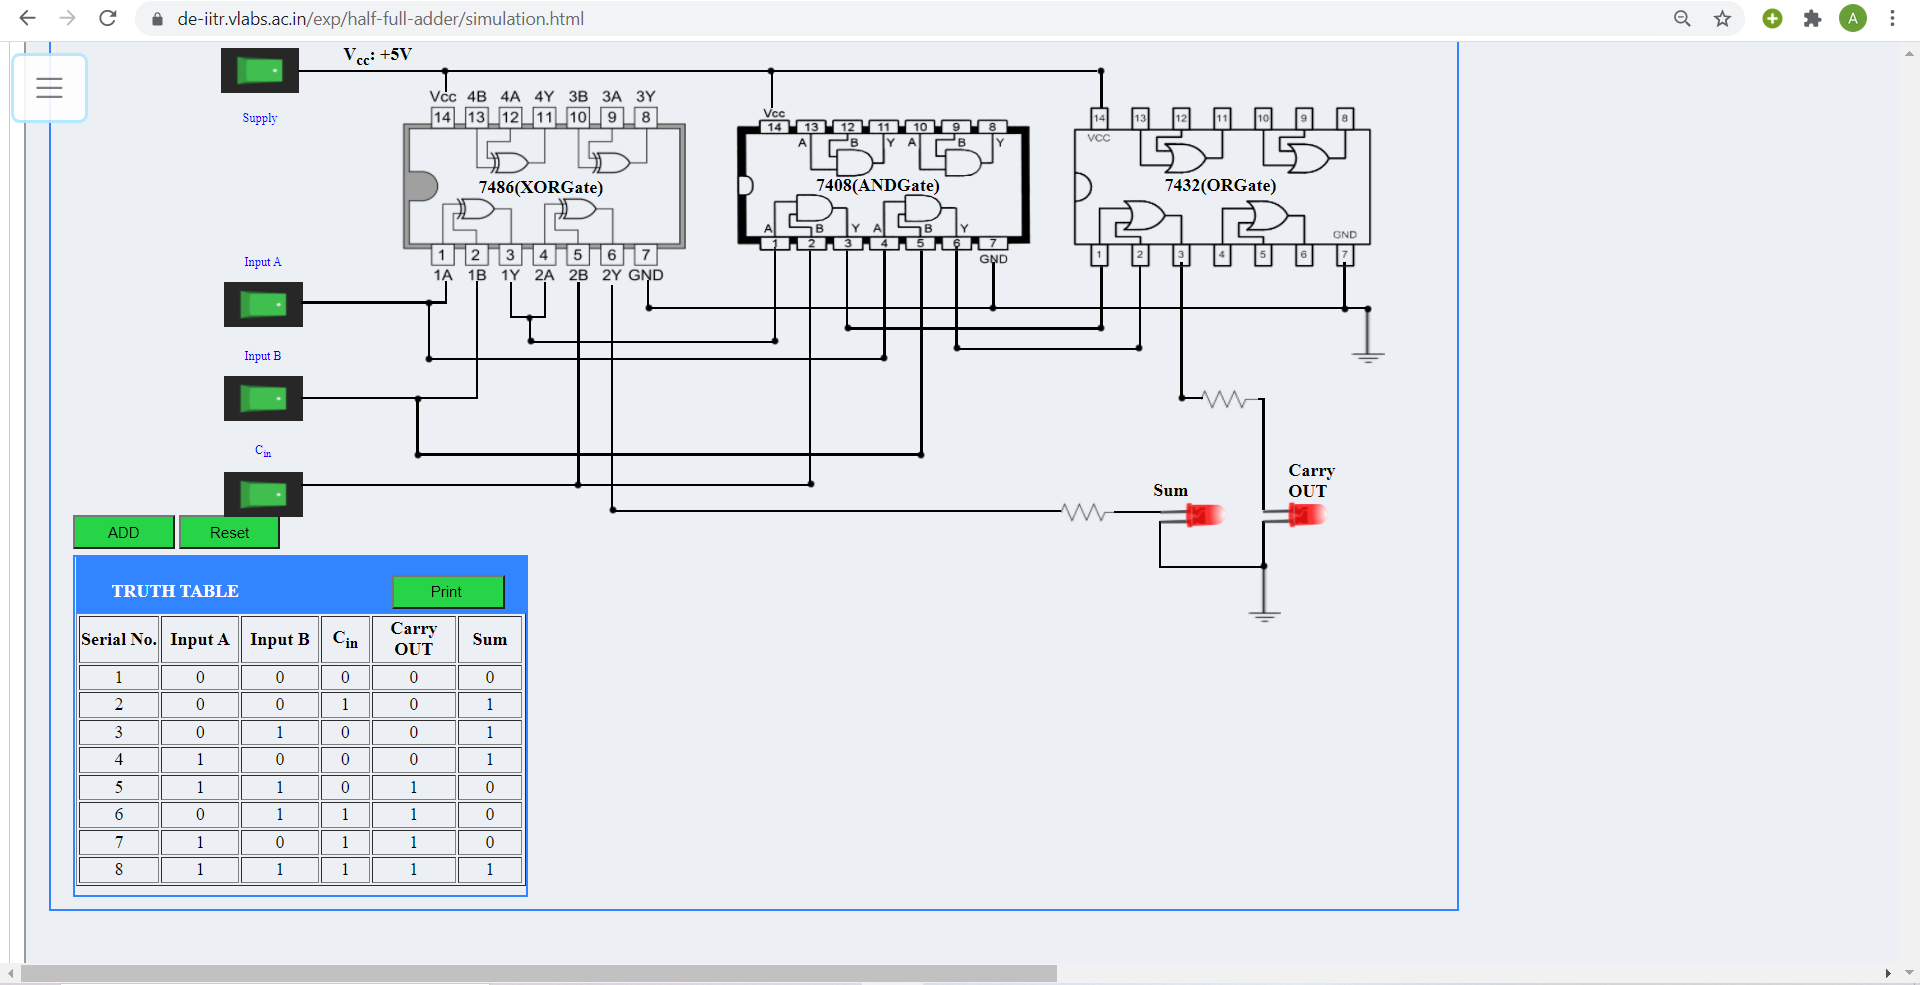 de-iitr.vlabs.ac.in/exp/half-full-adder/simulation.html
A
Vcc: +5V
Supply
Vcc 4B 4A 4Y 3B 3A 3Y
14 13 12 11 10 9 8
7486(XORGate)
1 2 3 4 5 6 7
1A 1B 1Y 2A 2B 2Y GND
Vcc
14 13 12 11 10 9 8
A B Y A B Y
7408(ANDGate)
A B Y A B Y
1 2 3 4 5 6 7
GND
14 13 12 11 10 9 8
VCC
7432(ORGate)
GND
1 2 3 4 5 6 7
Input A
Input B
Cin
Sum
Carry
OUT
ADD Reset
TRUTH TABLE Print
Serial No. Input A Input B Cin Carry OUT Sum
1 0 0 0 0 0
2 0 0 1 0 1
3 0 1 0 0 1
4 1 0 0 0 1
5 1 1 0 1 0
6 0 1 1 1 0
7 1 0 1 1 0
8 1 1 1 1 1